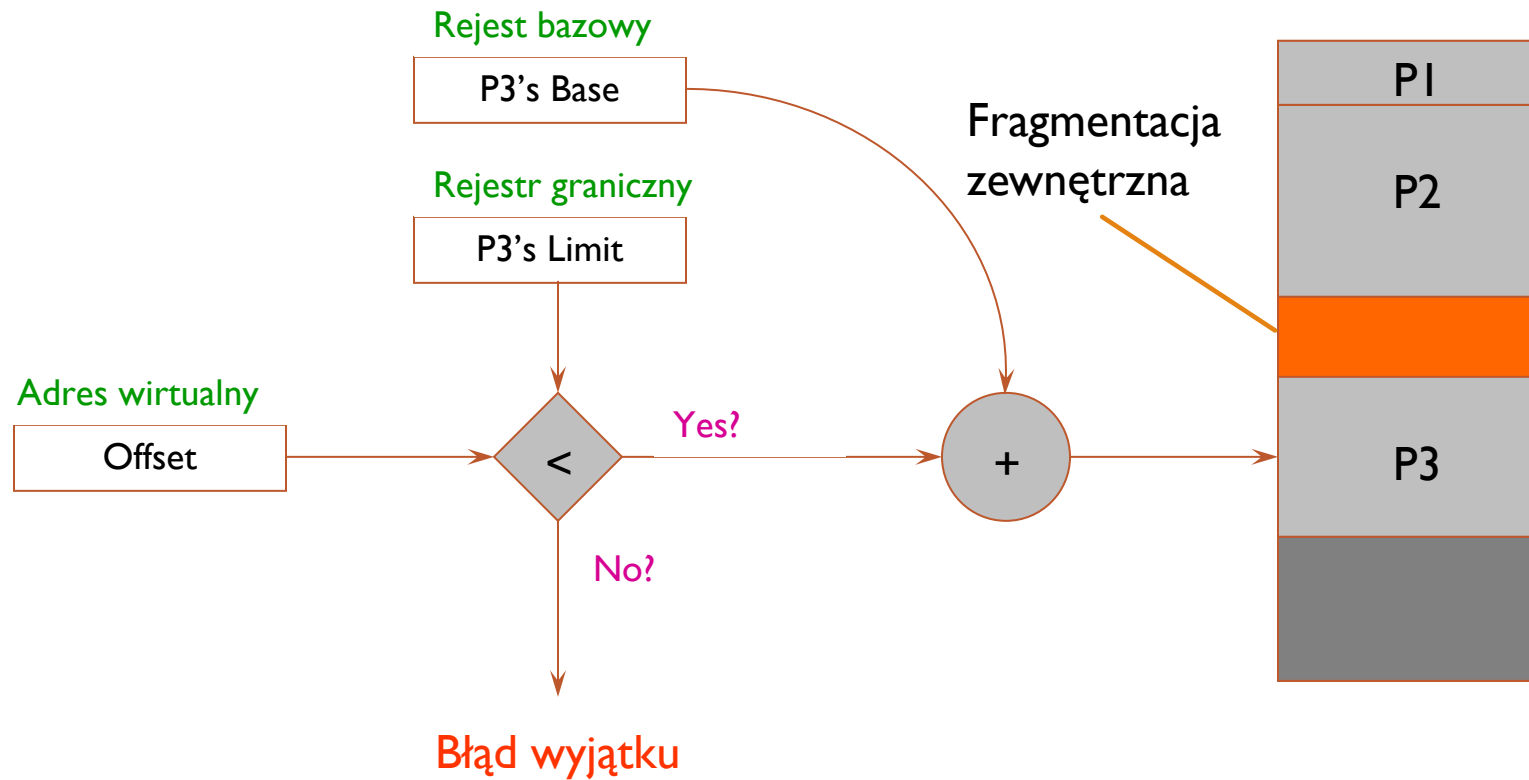 Rejest bazowy
P3's Base
Rejestr graniczny
P3's Limit
Adres wirtualny
Offset
<
Yes?
No?
+
Błąd wyjątku
Fragmentacja
zewnętrzna
P1
P2
P3